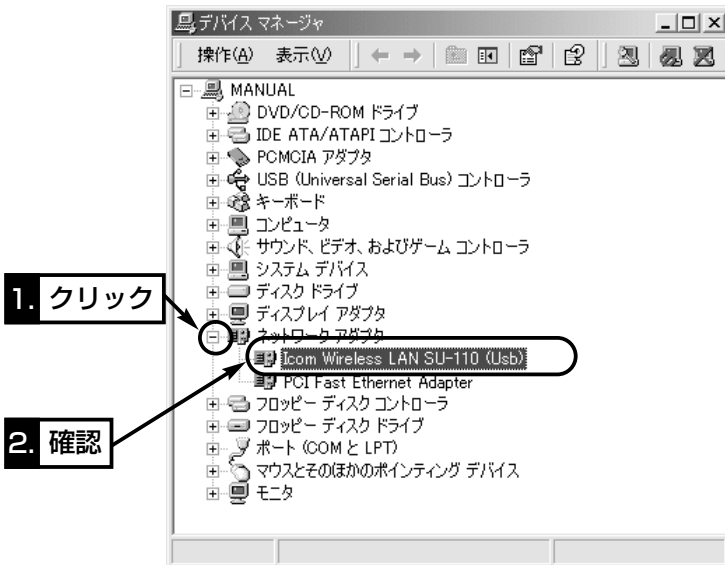 デバイス マネージャ
操作(A) 表示(V)
MANUAL
DVD/CD-ROM ドライブ
IDE ATA/ATAPI コントローラ
PCMCIA アダプタ
USB (Universal Serial Bus) コントローラ
キーボード
コンピュータ
サウンド、ビデオ、およびゲーム コントローラ
システム デバイス
ディスク ドライブ
1. クリック
ディスプレイ アダプタ
ネットワーク アダプタ
Icom Wireless LAN SU-110 (Usb)
PCI Fast Ethernet Adapter
フロッピー ディスク コントローラ
フロッピー ディスク ドライブ
2. 確認
ポート (COM と LPT)
マウスとそのほかのポインティング デバイス
モニタ